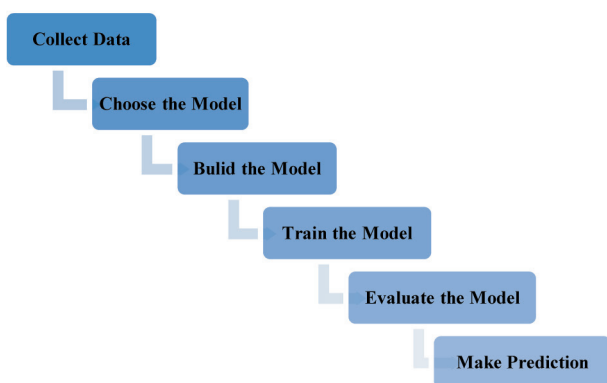 Collect Data
Choose the Model
Bulid the Model
Train the Model
Evaluate the Model
Make Prediction